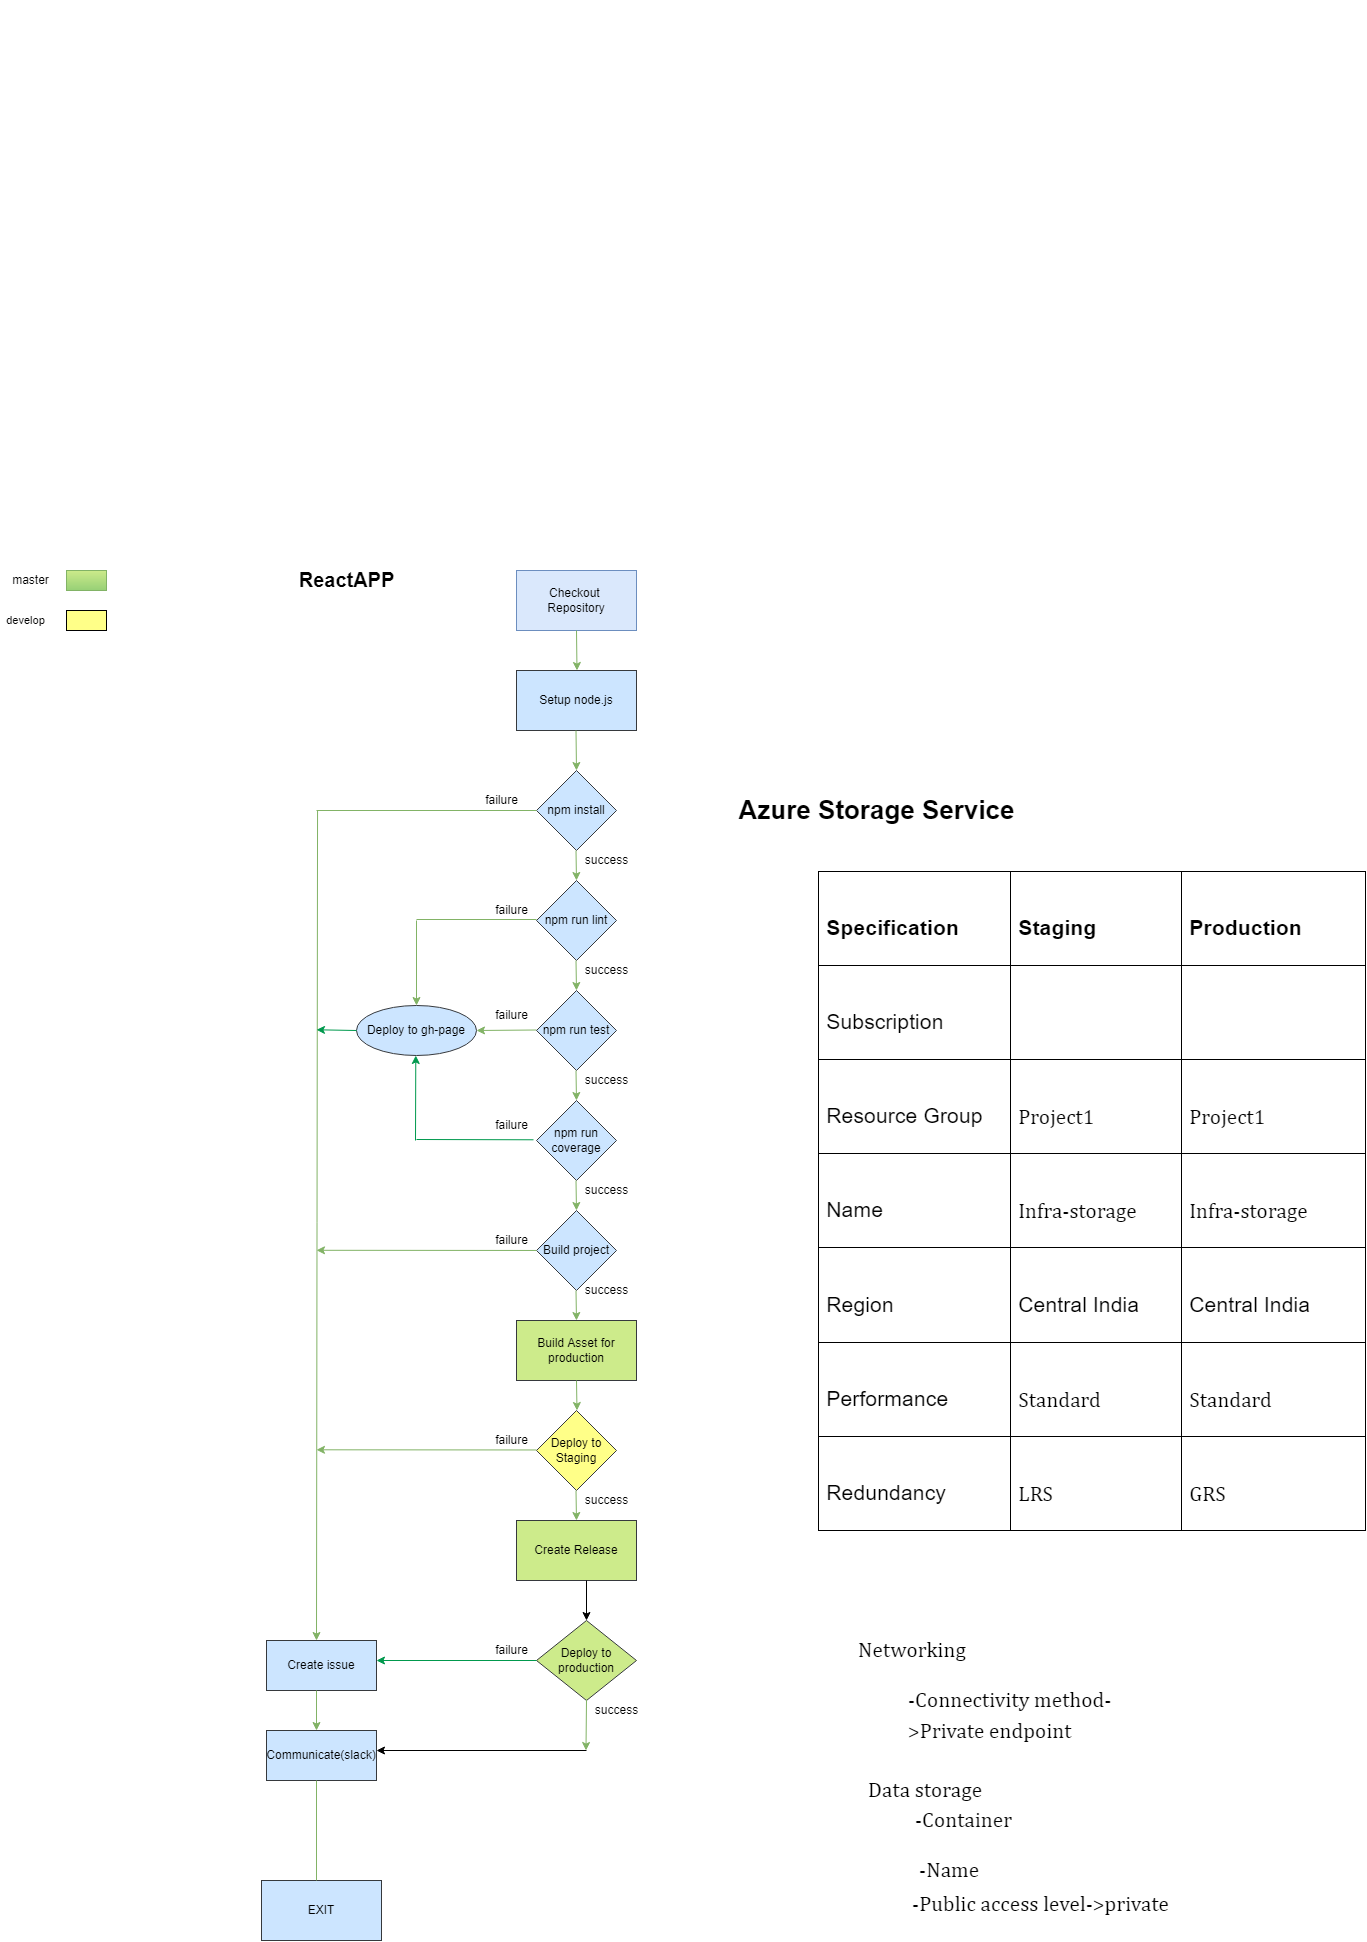 master
develop
ReactAPP
Checkout
Repository
Setup node.js
failure
npm install
success
failure
npm run lint
success
Deploy to gh-page
failure
npm run test
success
failure
npm run
coverage
success
failure
Build project
success
Build Asset for
production
failure
Deploy to
Staging
success
Create Release
failure
Deploy to
production
success
Create issue
Communicate(slack)
EXIT
Azure Storage Service
Specification Staging Production
Subscription
Resource Group Project1 Project1
Name Infra-storage Infra-storage
Region Central India Central India
Performance Standard Standard
Redundancy LRS GRS
Networking
-Connectivity method-
>Private endpoint
Data storage
-Container
-Name
-Public access level->private